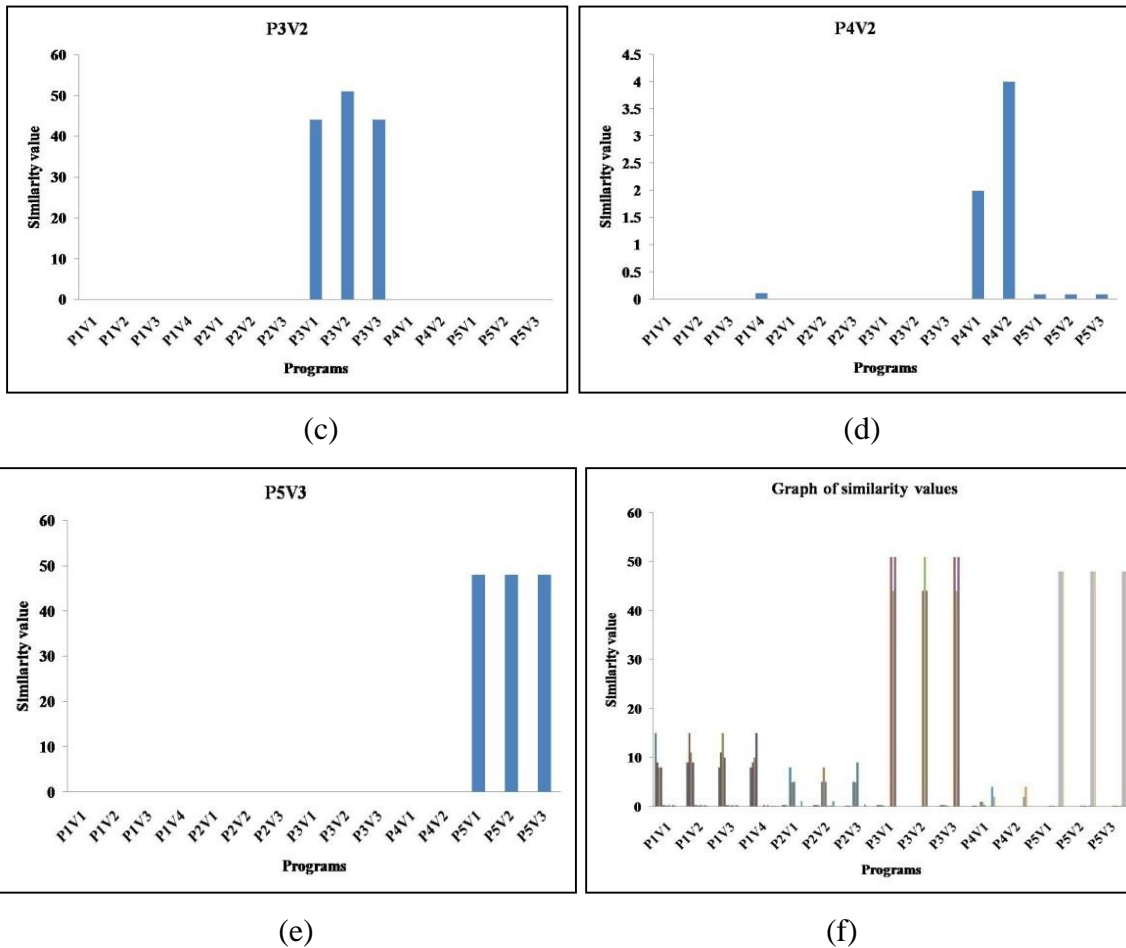 P3V2
60
50
40
30
20
10
0
Similarity value
P1V1 P1V2 P1V3 P1V4 P2V1 P2V2 P2V3 P3V1 P3V2 P3V3 P4V1 P4V2 P5V1 P5V2 P5V3
Programs
(c)
P4V2
4.5
4
3.5
3
2.5
2
1.5
1
0.5
0
Similarity value
P1V1 P1V2 P1V3 P1V4 P2V1 P2V2 P2V3 P3V1 P3V2 P3V3 P4V1 P4V2 P5V1 P5V2 P5V3
Programs
(d)
P5V3
60
50
40
30
20
10
0
Similarity value
P1V1 P1V2 P1V3 P1V4 P2V1 P2V2 P2V3 P3V1 P3V2 P3V3 P4V1 P4V2 P5V1 P5V2 P5V3
Programs
(e)
Graph of similarity values
60
50
40
30
20
10
0
Similarity value
P1V1 P1V2 P1V3 P1V4 P2V1 P2V2 P2V3 P3V1 P3V2 P3V3 P4V1 P4V2 P5V1 P5V2 P5V3
Programs
(f)